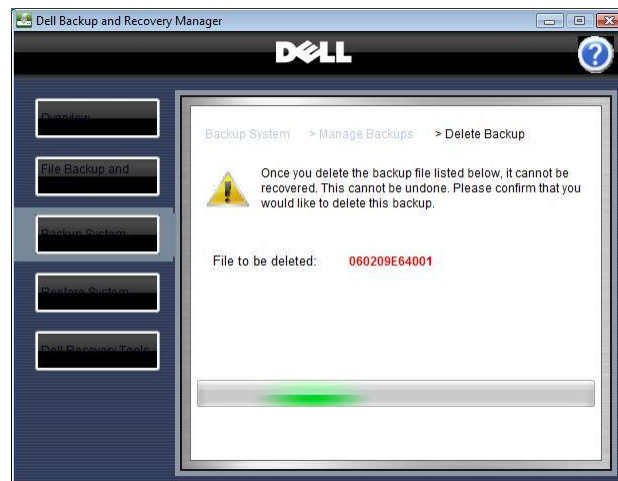 Dell Backup and Recovery Manager
DELL
?
Overview
File Backup and
Backup System
Restore System
Dell Recovery Tools
Backup System > Manage Backups > Delete Backup
Once you delete the backup file listed below, it cannot be
recovered. This cannot be undone. Please confirm that you
would like to delete this backup.
File to be deleted: 060209E64001